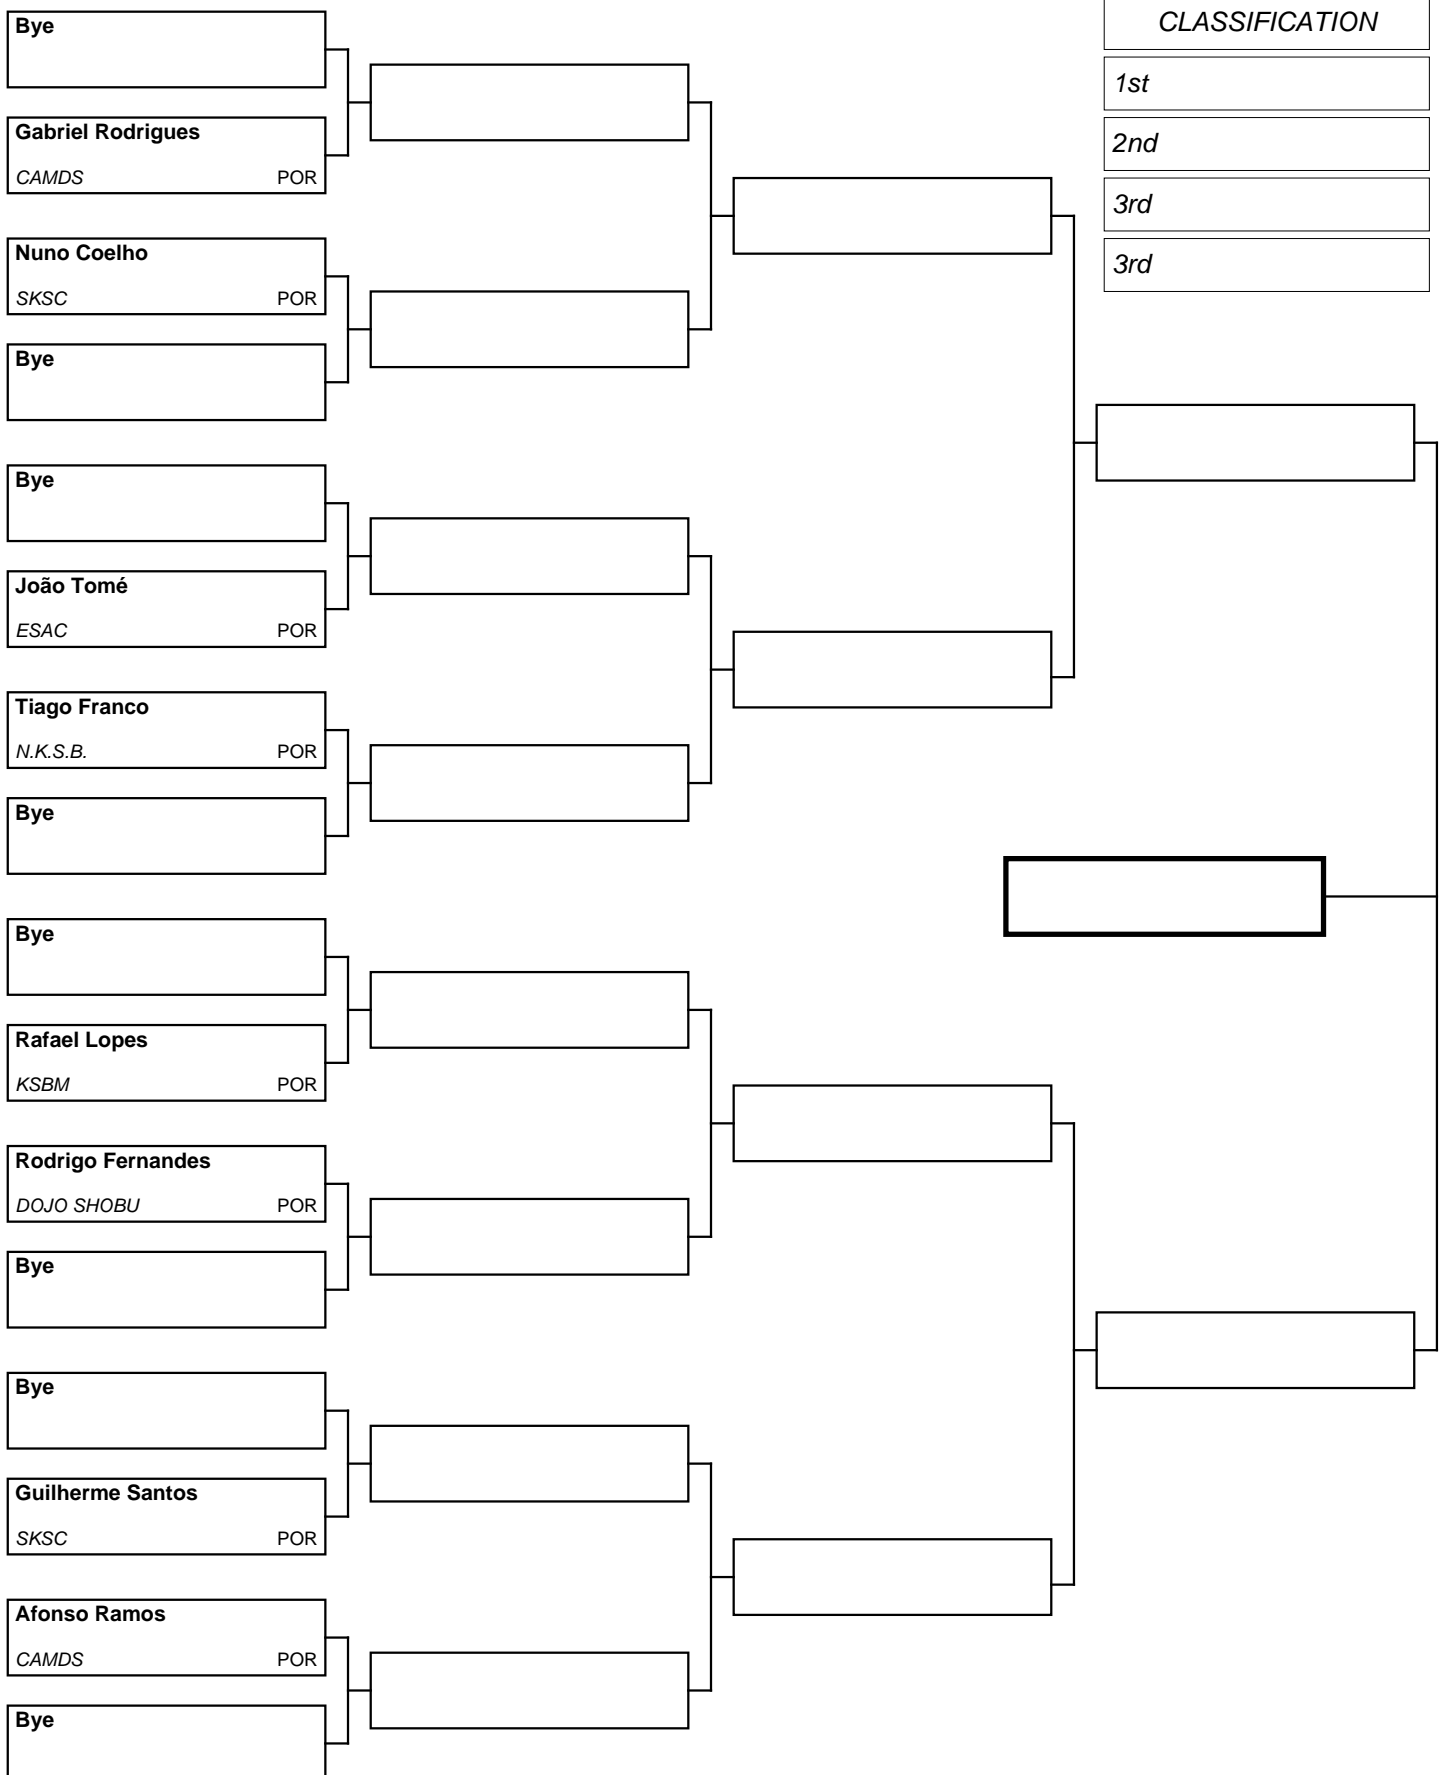 Bye
Gabriel Rodrigues
CAMDS POR
Nuno Coelho
SKSC POR
Bye
Bye
João Tomé
ESAC POR
Tiago Franco
N.K.S.B. POR
Bye
Bye
Rafael Lopes
KSBM POR
Rodrigo Fernandes
DOJO SHOBU POR
Bye
Bye
Guilherme Santos
SKSC POR
Afonso Ramos
CAMDS POR
Bye
CLASSIFICATION
1st
2nd
3rd
3rd